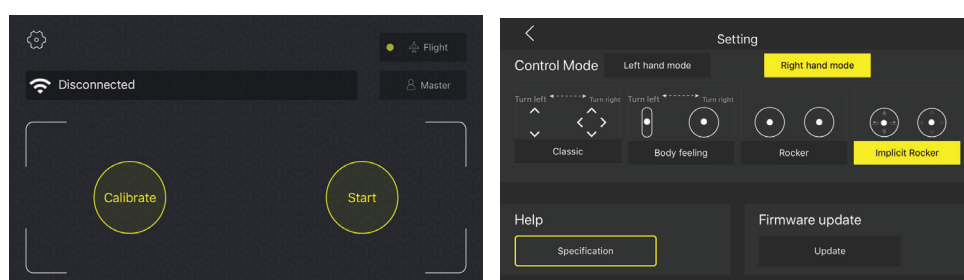 Flight
Disconnected
Master
Calibrate
Start
Setting
Control Mode
Left hand mode
Right hand mode
Turn left
Turn right
Turn left
Turn right
Classic
Body feeling
Rocker
Implicit Rocker
Help
Firmware update
Specification
Update